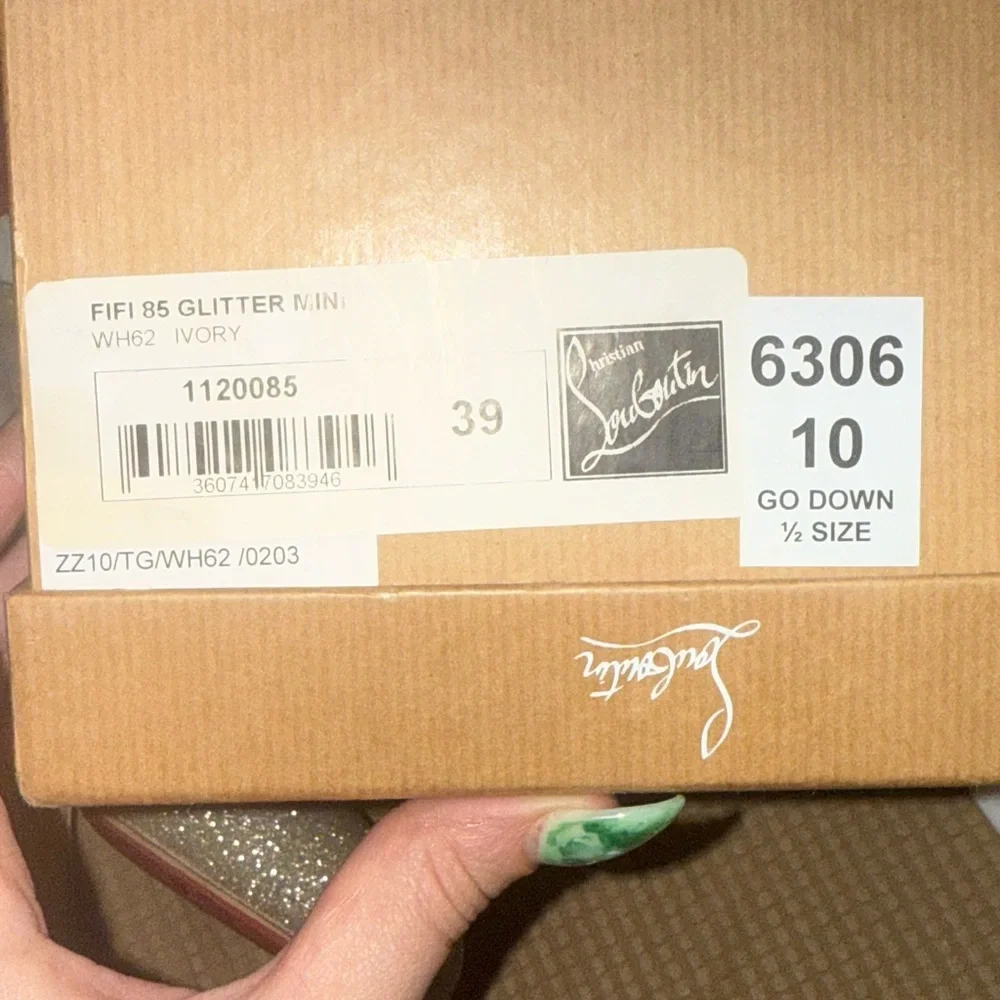 FIFI 85 GLITTER MINI
WH62 IVORY
1120085
3607417083946
39
Christian
Louboutin
ZZ10/TG/WH62 /0203
6306
10
GO DOWN
½ SIZE
Louboutin